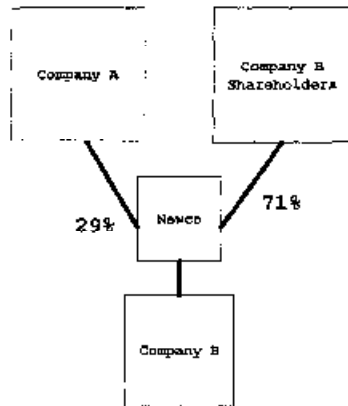 Company A
Company B
Shareholders
29%
Newco
71%
Company B